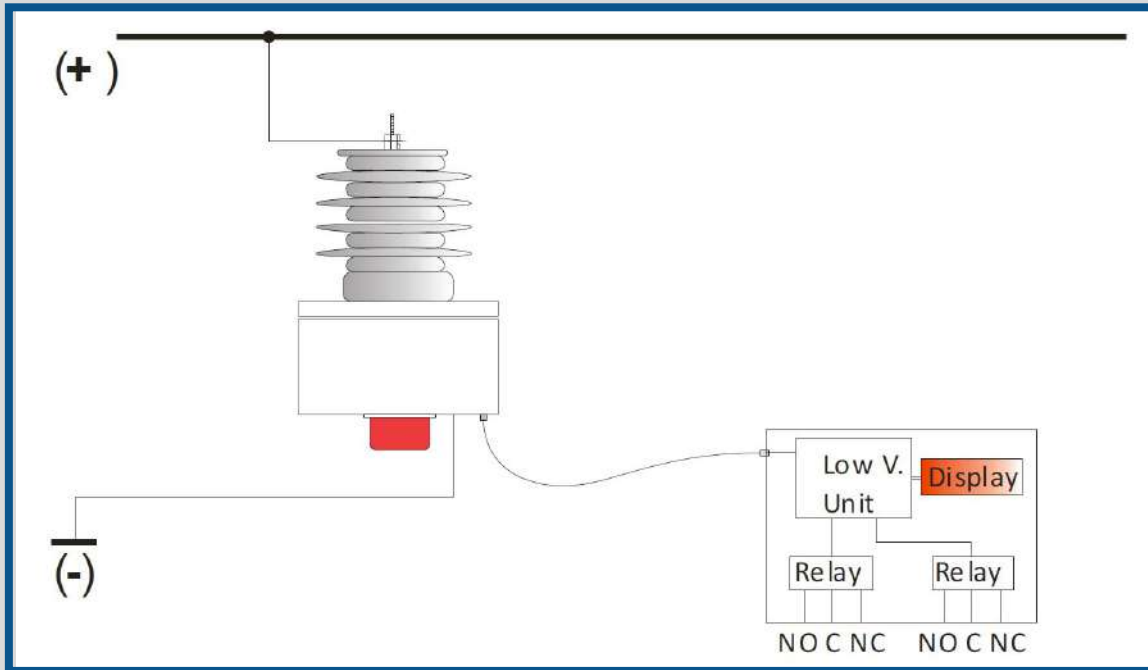 (+)
Low V.
Unit
Display
(-)
Relay
Relay
NO C NC
NO C NC